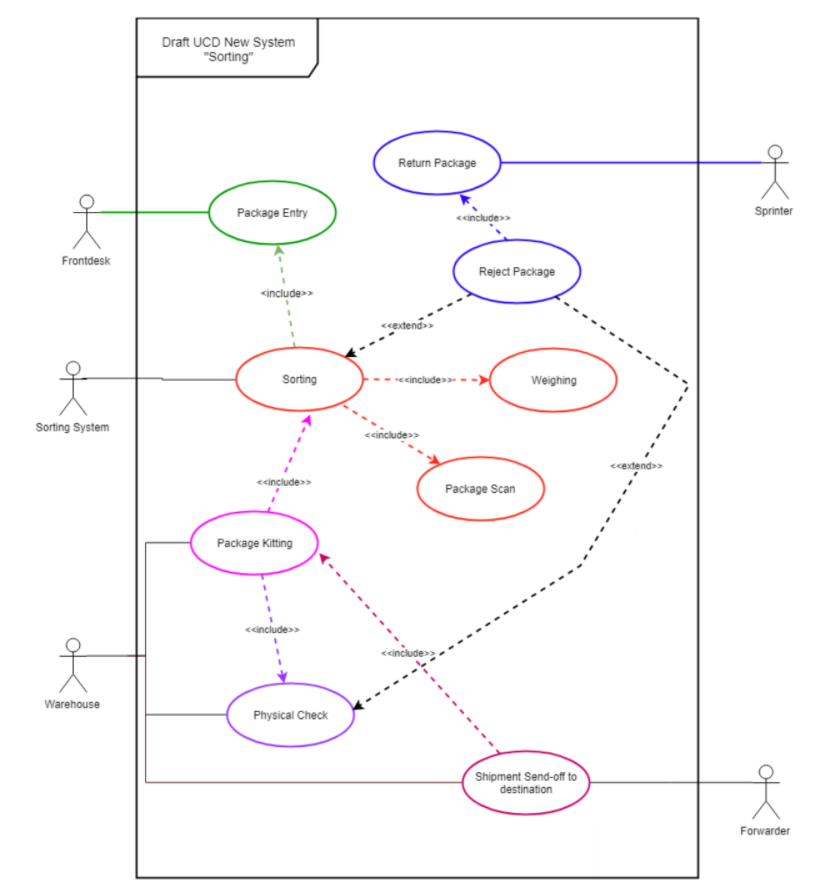 Draft UCD New System
"Sorting"
Return Package
<<include>>
Sprinter
Package Entry
Frontdesk
Reject Package
<include>>
<<extend>>
Sorting
<<include>>
Weighing
Sorting System
<<include>>
<<extend>>
Package Scan
<<include>>
Package Kitting
<<include>>
<<include>>
Warehouse
Physical Check
Shipment Send-off to
destination
Forwarder